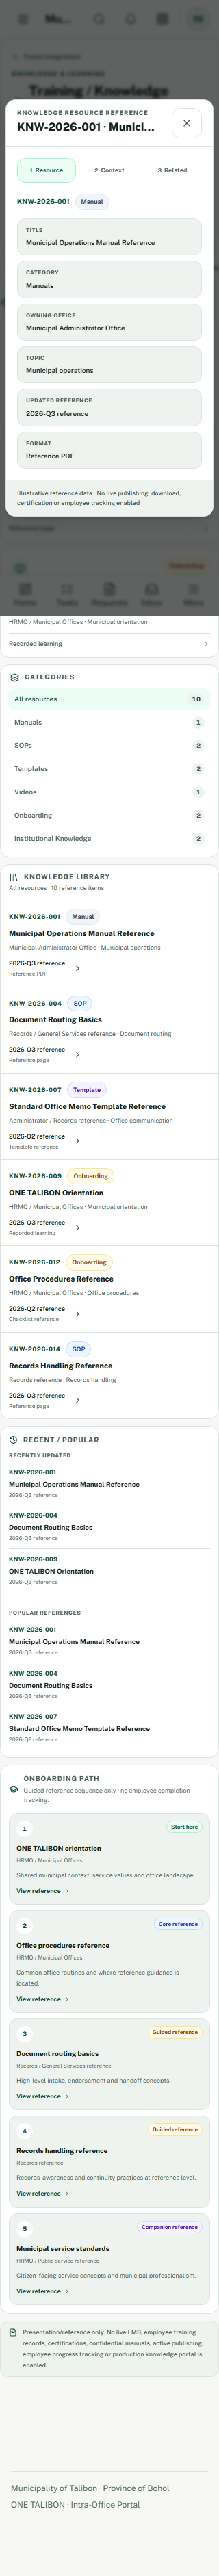 Mu...
Future Integrations
KNOWLEDGE & LEARNING
Training / Knowledge
KNOWLEDGE RESOURCE REFERENCE
KNW-2026-001 · Munici...
1 Resource
2 Context
3 Related
KNW-2026-001 Manual
TITLE
Municipal Operations Manual Reference
CATEGORY
Manuals
OWNING OFFICE
Municipal Administrator Office
TOPIC
Municipal operations
UPDATED REFERENCE
2026-Q3 reference
FORMAT
Reference PDF
Illustrative reference data · No live publishing, download,
certification or employee tracking enabled
Reference page
Onboarding
Home Tasks Requests Inbox More
HRMO / Municipal Offices · Municipal orientation
Recorded learning
CATEGORIES
All resources 10
Manuals 1
SOPs 2
Templates 2
Videos 1
Onboarding 2
Institutional Knowledge 2
KNOWLEDGE LIBRARY
All resources · 10 reference items
KNW-2026-001 Manual
Municipal Operations Manual Reference
Municipal Administrator Office · Municipal operations
2026-Q3 reference
Reference PDF
KNW-2026-004 SOP
Document Routing Basics
Records / General Services reference · Document routing
2026-Q3 reference
Reference page
KNW-2026-007 Template
Standard Office Memo Template Reference
Administrator / Records reference · Office communication
2026-Q2 reference
Template reference
KNW-2026-009 Onboarding
ONE TALIBON Orientation
HRMO / Municipal Offices · Municipal orientation
2026-Q3 reference
Recorded learning
KNW-2026-012 Onboarding
Office Procedures Reference
HRMO / Municipal Offices · Office procedures
2026-Q2 reference
Checklist reference
KNW-2026-014 SOP
Records Handling Reference
Records reference · Records handling
2026-Q3 reference
Reference page
RECENT / POPULAR
RECENTLY UPDATED
KNW-2026-001
Municipal Operations Manual Reference
2026-Q3 reference
KNW-2026-004
Document Routing Basics
2026-Q3 reference
KNW-2026-009
ONE TALIBON Orientation
2026-Q3 reference
POPULAR REFERENCES
KNW-2026-001
Municipal Operations Manual Reference
2026-Q3 reference
KNW-2026-004
Document Routing Basics
2026-Q3 reference
KNW-2026-007
Standard Office Memo Template Reference
2026-Q2 reference
ONBOARDING PATH
Guided reference sequence only · no employee completion
tracking.
1 Start here
ONE TALIBON orientation
HRMO / Municipal Offices
Shared municipal context, service values and office landscape.
View reference
2 Core reference
Office procedures reference
HRMO / Municipal Offices
Common office routines and where reference guidance is
located.
View reference
3 Guided reference
Document routing basics
Records / General Services reference
High-level intake, endorsement and handoff concepts.
View reference
4 Guided reference
Records handling reference
Records reference
Records-awareness and continuity practices at reference level.
View reference
5 Companion reference
Municipal service standards
HRMO / Public service reference
Citizen-facing service concepts and municipal professionalism.
View reference
Presentation/reference only. No live LMS, employee training
records, certifications, confidential manuals, active publishing,
employee progress tracking or production knowledge portal is
enabled.
Municipality of Talibon · Province of Bohol
ONE TALIBON · Intra-Office Portal